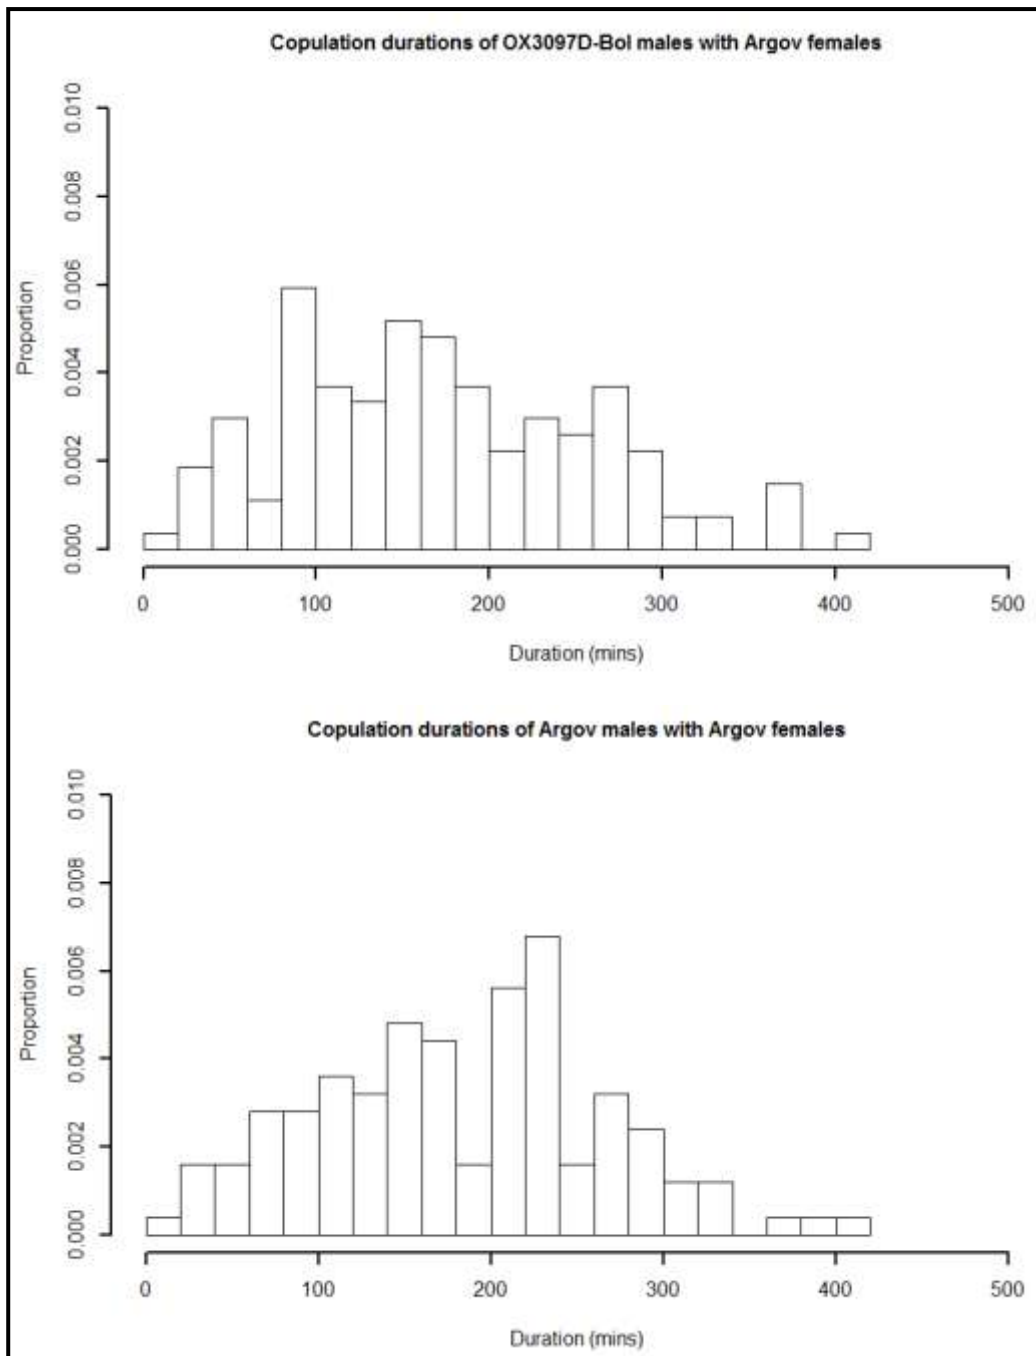 Copulation durations of OX3097D-Bol males with Argov females
0.010
0.008
0.006
0.004
0.002
0.000
Proportion
0 100 200 300 400 500
Duration (mins)
Copulation durations of Argov males with Argov females
0.010
0.008
0.006
0.004
0.002
0.000
Proportion
0 100 200 300 400 500
Duration (mins)